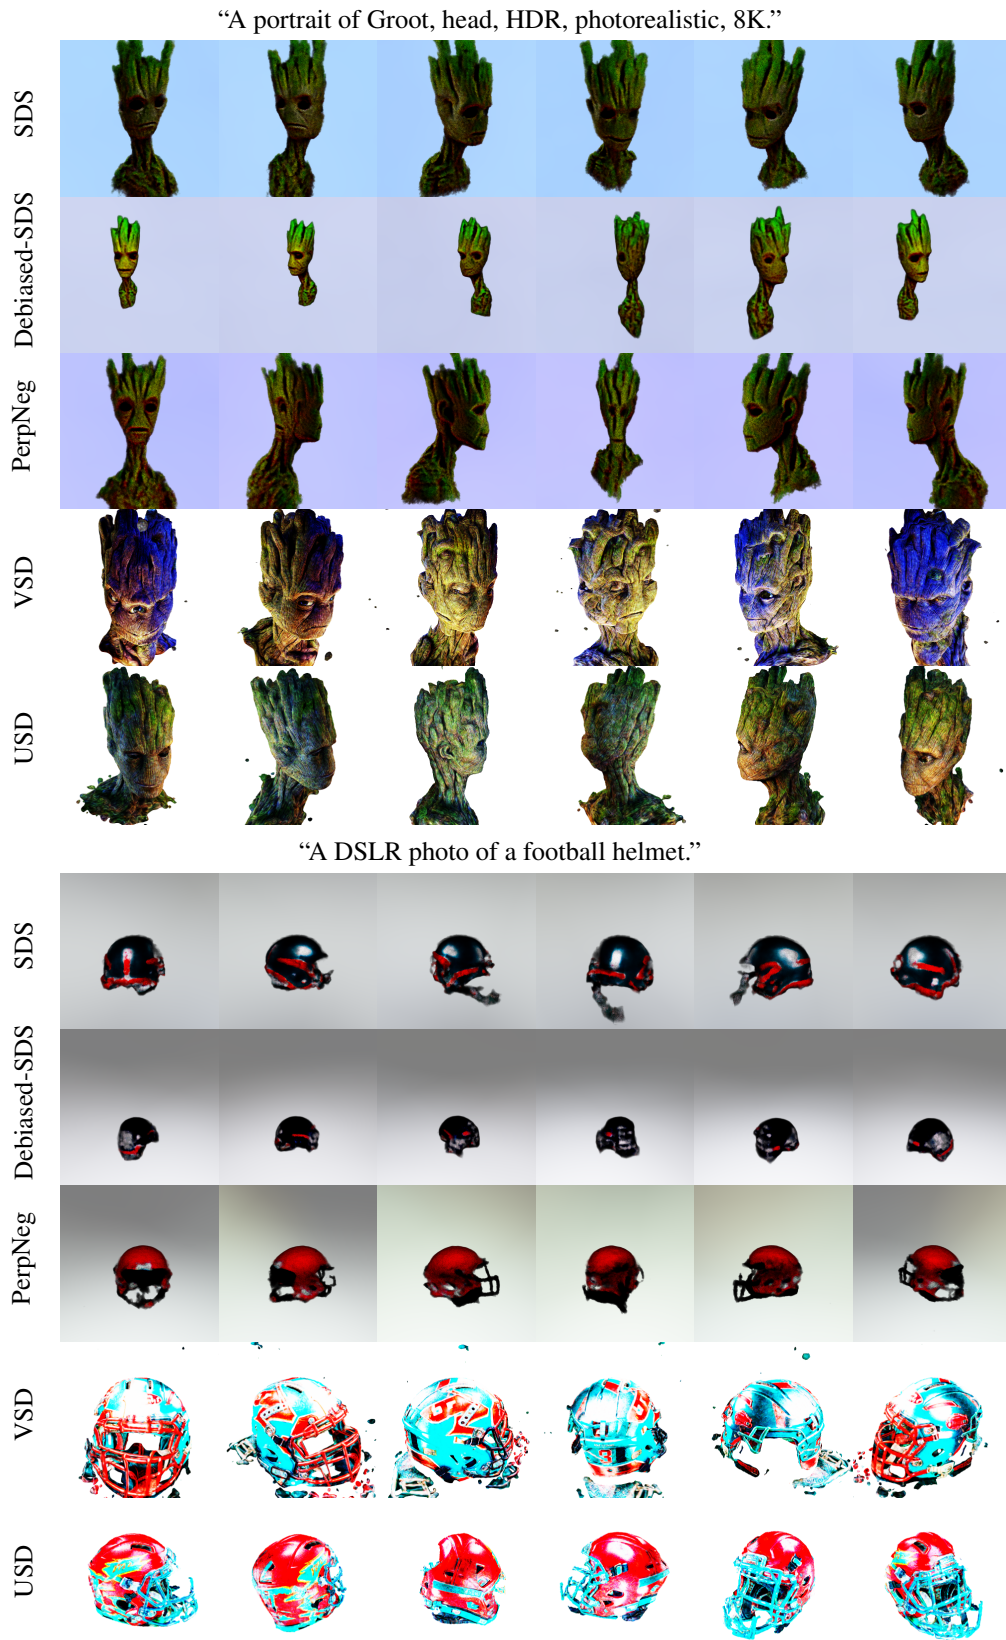 “A portrait of Groot, head, HDR, photorealistic, 8K.”
SDS
Debiased-SDS
PerpNeg
VSD
USD
“A DSLR photo of a football helmet.”
SDS
Debiased-SDS
PerpNeg
VSD
USD